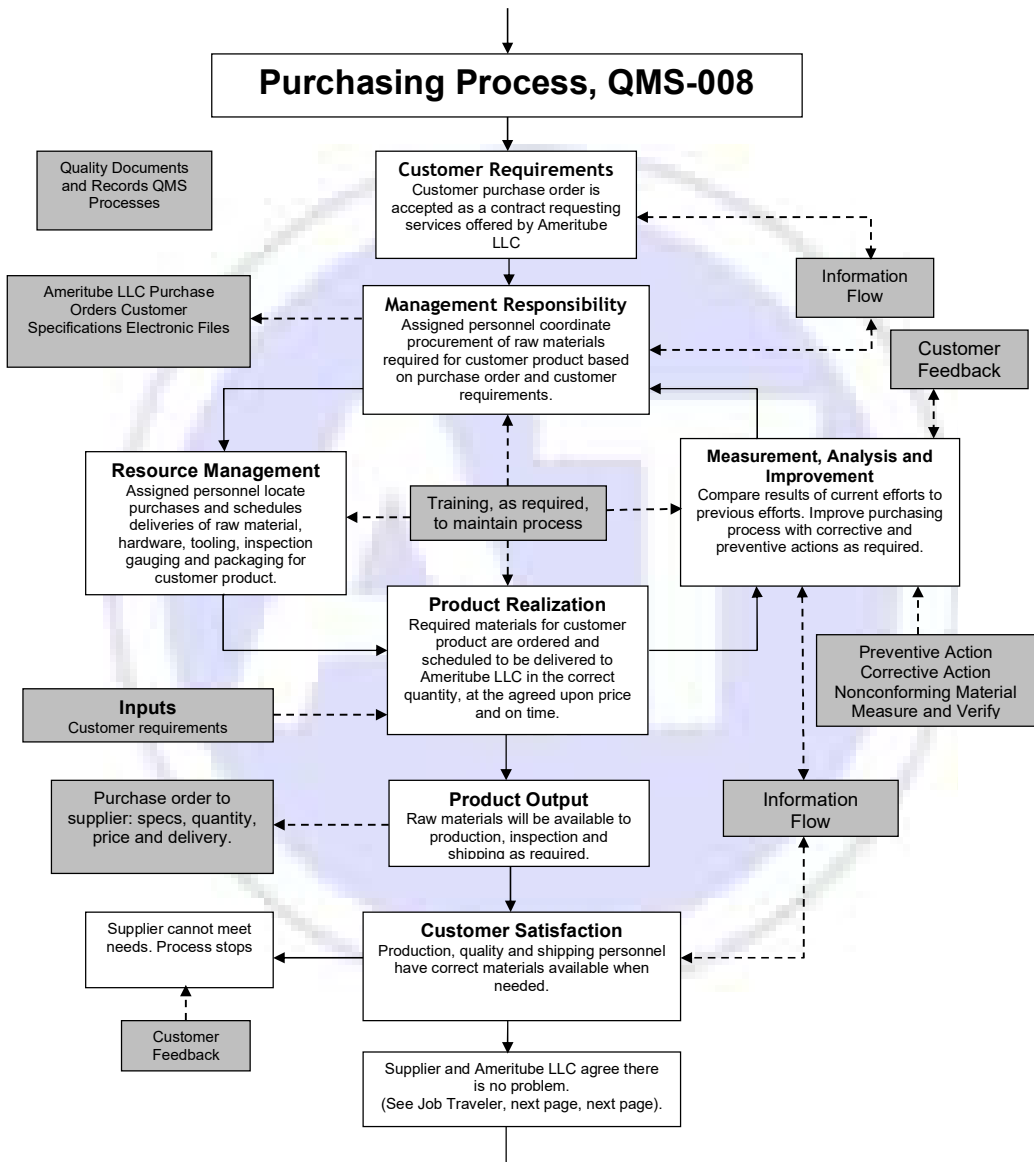 Purchasing Process, QMS-008
Quality Documents
and Records QMS
Processes
Customer Requirements
Customer purchase order is
accepted as a contract requesting
services offered by Ameritube
LLC
Information
Flow
Ameritube LLC Purchase
Orders Customer
Specifications Electronic Files
Management Responsibility
Assigned personnel coordinate
procurement of raw materials
required for customer product based
on purchase order and customer
requirements.
Customer
Feedback
Resource Management
Assigned personnel locate
purchases and schedules
deliveries of raw material,
hardware, tooling, inspection
gauging and packaging for
customer product.
Training, as required,
to maintain process
Measurement, Analysis and
Improvement
Compare results of current efforts to
previous efforts. Improve purchasing
process with corrective and
preventive actions as required.
Product Realization
Required materials for customer
product are ordered and
scheduled to be delivered to
Ameritube LLC in the correct
quantity, at the agreed upon price
and on time.
Preventive Action
Corrective Action
Nonconforming Material
Measure and Verify
Inputs
Customer requirements
Purchase order to
supplier: specs, quantity,
price and delivery.
Product Output
Raw materials will be available to
production, inspection and
shipping as required.
Information
Flow
Supplier cannot meet
needs. Process stops
Customer Satisfaction
Production, quality and shipping personnel
have correct materials available when
needed.
Customer
Feedback
Supplier and Ameritube LLC agree there
is no problem.
(See Job Traveler, next page, next page).